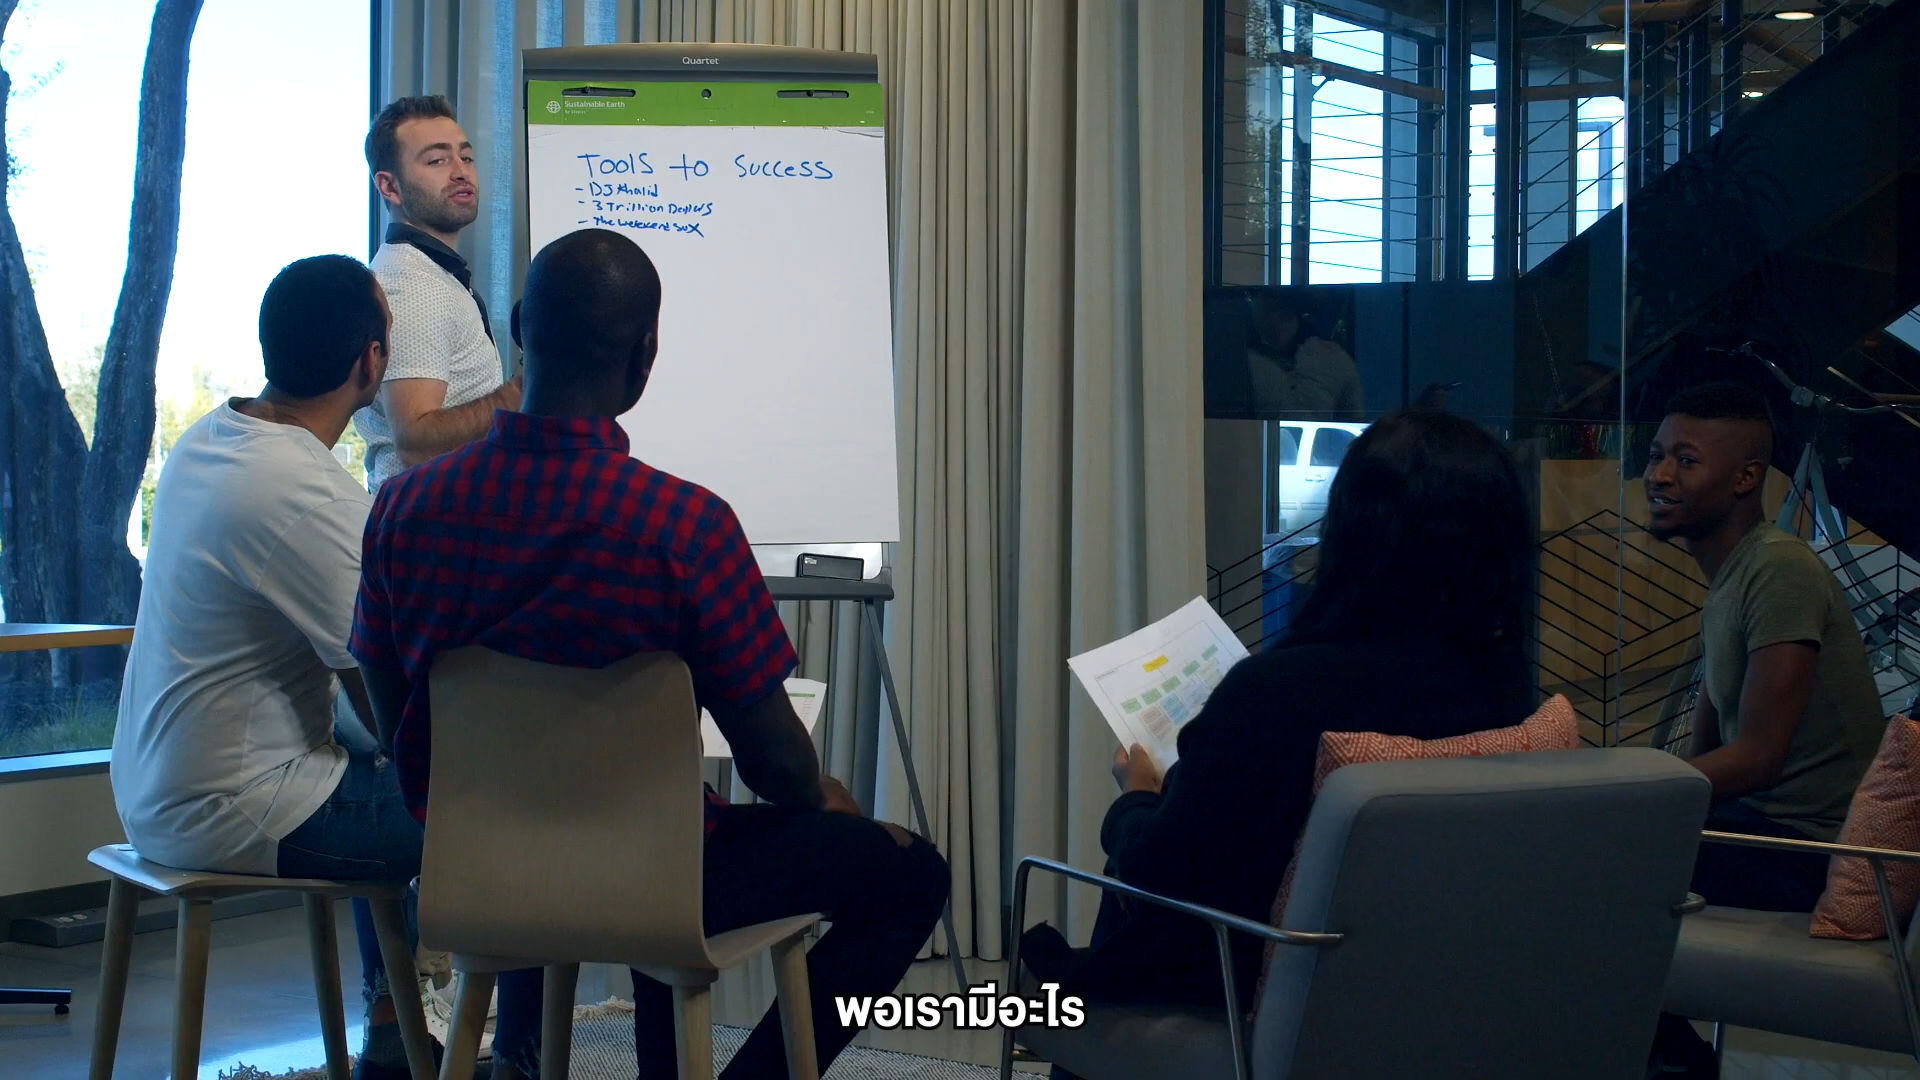 Quartet
Sustainable Earth
Tools to Success
- DJ Khalid
- 3 Trillion Dollars
- The weekend sux
พอเรามีอะไร